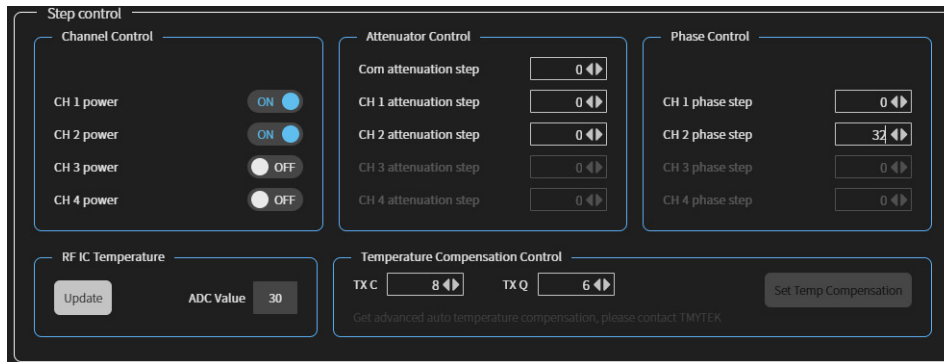 Step control
Channel Control
CH 1 power ON
CH 2 power ON
CH 3 power OFF
CH 4 power OFF
Attenuator Control
Com attenuation step 0
CH 1 attenuation step 0
CH 2 attenuation step 0
CH 3 attenuation step 0
CH 4 attenuation step 0
Phase Control
CH 1 phase step 0
CH 2 phase step 32
CH 3 phase step 0
CH 4 phase step 0
RF IC Temperature
Update ADC Value 30
Temperature Compensation Control
TX C 8 TX Q 6 Set Temp Compensation
Get advanced auto temperature compensation, please contact TMYTEK